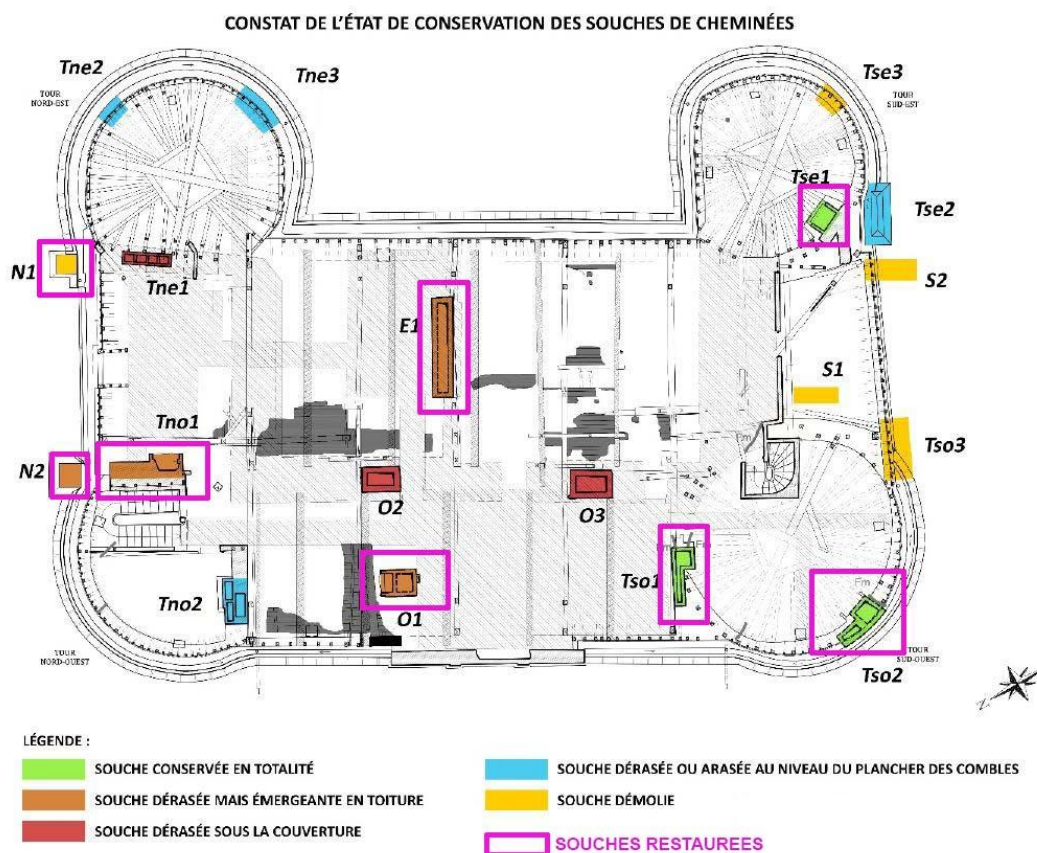 CONSTAT DE L'ÉTAT DE CONSERVATION DES SOUCHES DE CHEMINÉES
Tne2
Tne3
Tse3
TOUR
NORD-EST
TOUR
SUD-EST
Tse1
Tse2
N1
Tne1
S2
E1
S1
Tno1
Fm
Tso3
N2
O2
O3
Fm
Tso1
Fm
Tno2
O1
TOUR
NORD-OUEST
TOUR
SUD-OUEST
Tso2
N
LÉGENDE :
SOUCHE CONSERVÉE EN TOTALITÉ
SOUCHE DÉRASÉE OU ARASÉE AU NIVEAU DU PLANCHER DES COMBLES
SOUCHE DÉRASÉE MAIS ÉMERGEANTE EN TOITURE
SOUCHE DÉMOLIE
SOUCHE DÉRASÉE SOUS LA COUVERTURE
SOUCHES RESTAUREES